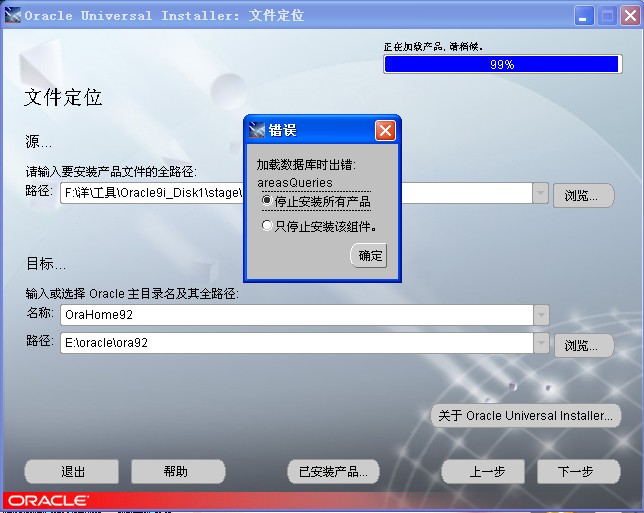 Oracle Universal Installer: 文件定位
正在加载产品, 请稍候。
99%
文件定位
源...
请输入要安装产品文件的全路径:
路径: F:\洋\工具\Oracle9i_Disk1\stage\ 浏览...
错误
加载数据库时出错:
areasQueries
停止安装所有产品
只停止安装该组件。
确定
目标...
输入或选择 Oracle 主目录名及其全路径:
名称: OraHome92
路径: E:\oracle\ora92 浏览...
关于 Oracle Universal Installer...
退出 帮助 已安装产品... 上一步 下一步
ORACLE